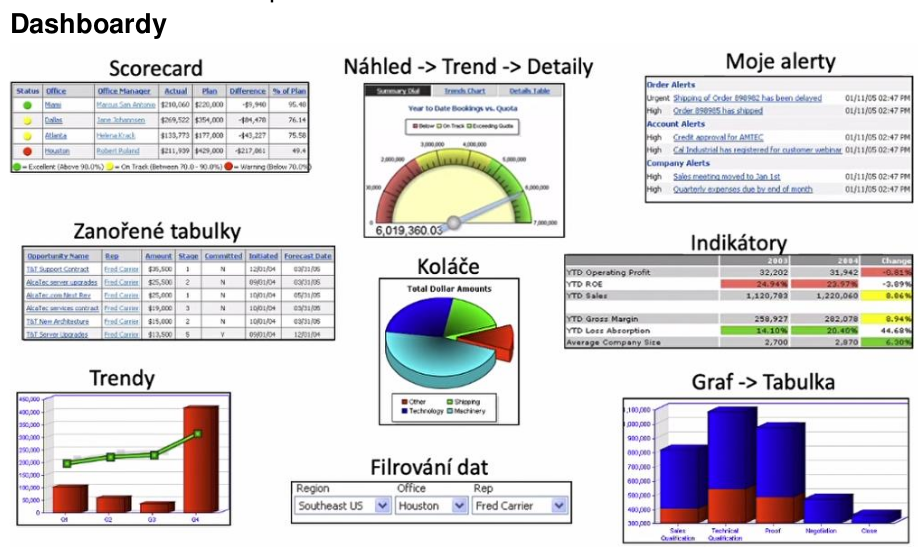 Dashboardy
Scorecard
Status Office Office Manager Actual Plan Difference % of Plan
Miami Marcus San Antonio $210,060 $220,000 -$9,940 95.48
Dallas Jane Johannsen $269,522 $354,000 -$84,478 76.14
Atlanta Helena Krack $133,773 $177,000 -$43,227 75.58
Houston Robert Ruland $211,939 $429,000 -$217,061 49.4
= Excellent (Above 90.0%) = On Track (Between 70.0 - 90.0%) = Warning (Below 70.0%)
Náhled -> Trend -> Detaily
Summary Dial Trends Chart Details Table
Year to Date Bookings vs. Quota
Below On Track Exceeding Quota
2,000,000 3,000,000 4,000,000 5,000,000 6,000,000 7,000,000
6,019,360.03
Moje alerty
Order Alerts
Urgent Shipping of Order 898982 has been delayed 01/11/05 02:47 PM
High Order 898985 has shipped 01/11/05 02:47 PM
Account Alerts
High Credit approval for AMTEC 01/11/05 02:47 PM
High Cal Industrial has registered for customer webinar 01/11/05 02:47 PM
Company Alerts
High Sales meeting moved to Jan 1st 01/11/05 02:47 PM
High Quarterly expenses due by end of month 01/11/05 02:47 PM
Zanořené tabulky
Opportunity Name Rep Amount Stage Committed Initiated Forecast Date
T&T Support Contract Fred Carrier $36,500 1 N 12/01/04 03/31/05
AlcaTec server upgrades Fred Carrier $25,500 2 N 09/01/04 03/31/05
AlcaTec.com Next Rev Fred Carrier $25,000 1 N 10/01/04 05/31/05
AlcaTec services contract Fred Carrier $19,000 3 N 10/01/04 03/31/05
T&T New Architecture Fred Carrier $15,000 2 N 10/01/04 03/31/05
T&T Server Upgrades Fred Carrier $13,500 5 Y 09/01/04 12/01/04
Koláče
Total Dollar Amounts
Other Shipping
Technology Machinery
Indikátory
2003 2004 Change
YTD Operating Profit 32,202 31,942 -0.81%
YTD ROE 24.94% 23.97% -3.89%
YTD Sales 1,120,783 1,220,060 8.86%
YTD Gross Margin 258,927 282,078 8.94%
YTD Loss Absorption 14.10% 20.40% 44.68%
Average Company Size 2,700 2,870 6.30%
Trendy
450,000
400,000
350,000
300,000
250,000
200,000
150,000
100,000
50,000
0
Q1 Q2 Q3 Q4
Filrování dat
Region Office Rep
Southeast US Houston Fred Carrier
Graf -> Tabulka
1,100,000
1,000,000
900,000
800,000
700,000
600,000
500,000
400,000
300,000
Sales Qualification Technical Qualification Proof Negotiation Close